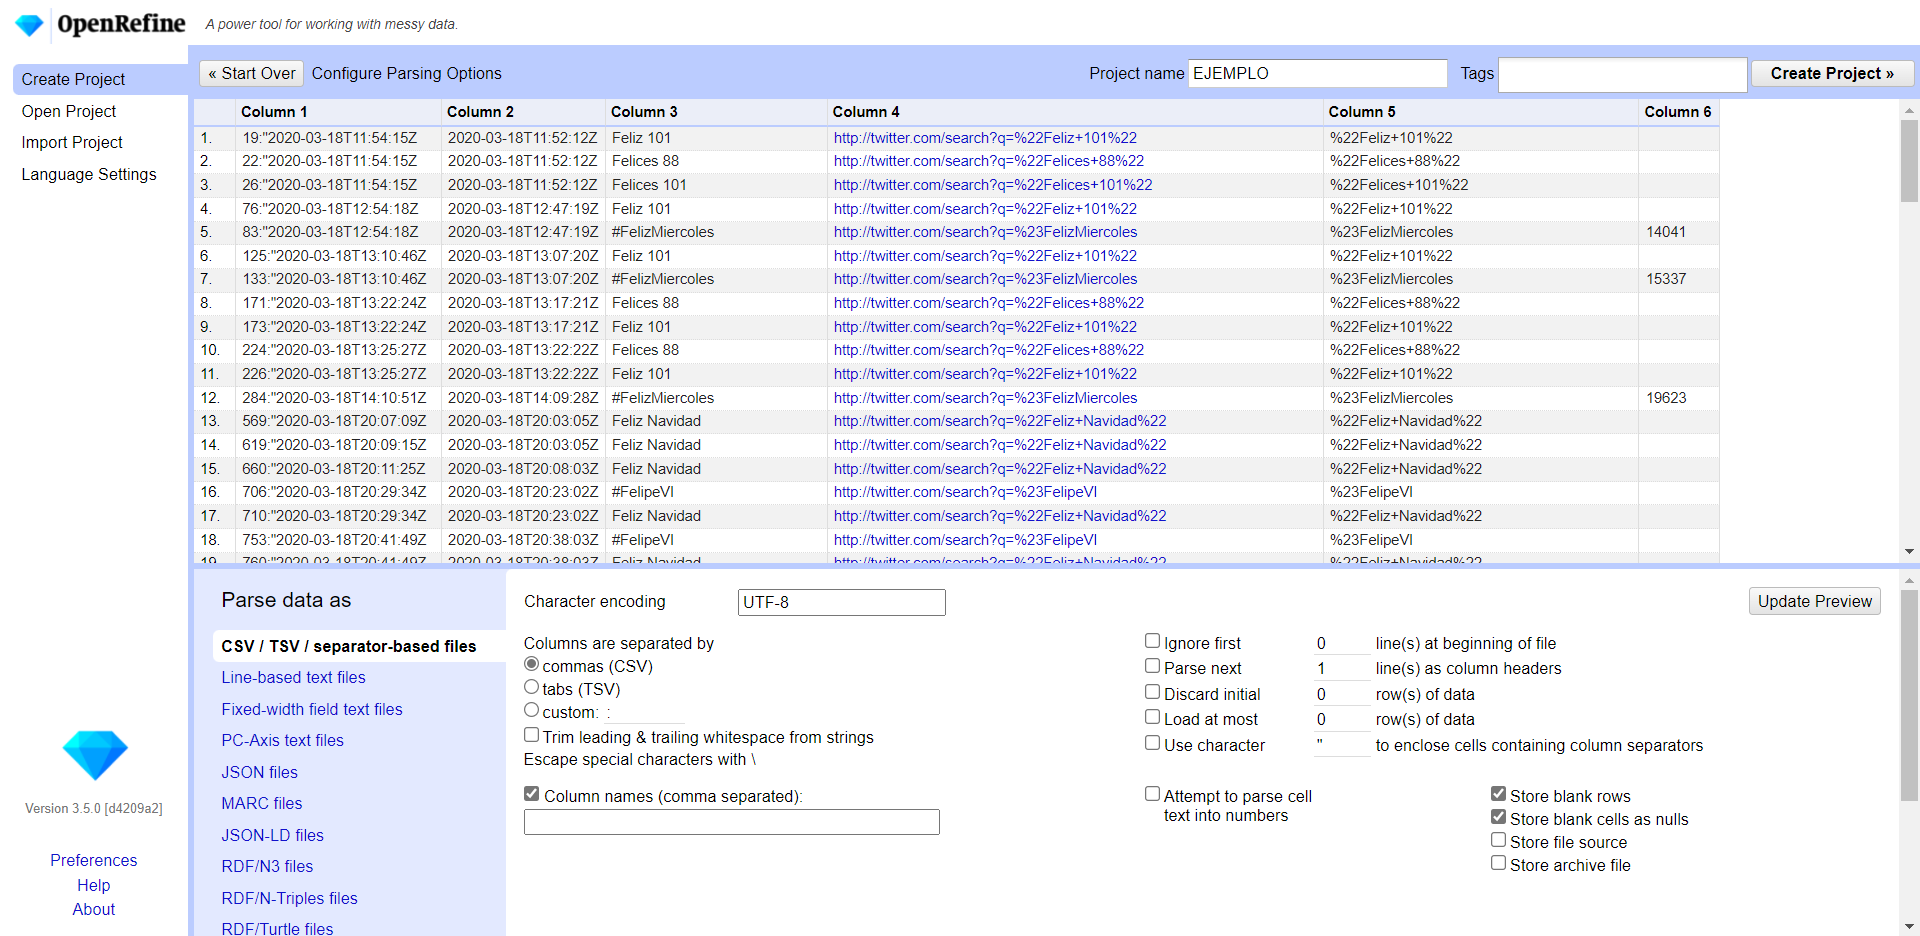 OpenRefine A power tool for working with messy data.
Create Project
Open Project
Import Project
Language Settings
« Start Over Configure Parsing Options Project name EJEMPLO Tags Create Project »
Column 1 Column 2 Column 3 Column 4 Column 5 Column 6
1. 19:"2020-03-18T11:54:15Z 2020-03-18T11:52:12Z Feliz 101 http://twitter.com/search?q=%22Feliz+101%22 %22Feliz+101%22
2. 22:"2020-03-18T11:54:15Z 2020-03-18T11:52:12Z Felices 88 http://twitter.com/search?q=%22Felices+88%22 %22Felices+88%22
3. 26:"2020-03-18T11:54:15Z 2020-03-18T11:52:12Z Felices 101 http://twitter.com/search?q=%22Felices+101%22 %22Felices+101%22
4. 76:"2020-03-18T12:54:18Z 2020-03-18T12:47:19Z Feliz 101 http://twitter.com/search?q=%22Feliz+101%22 %22Feliz+101%22
5. 83:"2020-03-18T12:54:18Z 2020-03-18T12:47:19Z #FelizMiercoles http://twitter.com/search?q=%23FelizMiercoles %23FelizMiercoles 14041
6. 125:"2020-03-18T13:10:46Z 2020-03-18T13:07:20Z Feliz 101 http://twitter.com/search?q=%22Feliz+101%22 %22Feliz+101%22
7. 133:"2020-03-18T13:10:46Z 2020-03-18T13:07:20Z #FelizMiercoles http://twitter.com/search?q=%23FelizMiercoles %23FelizMiercoles 15337
8. 171:"2020-03-18T13:22:24Z 2020-03-18T13:17:21Z Felices 88 http://twitter.com/search?q=%22Felices+88%22 %22Felices+88%22
9. 173:"2020-03-18T13:22:24Z 2020-03-18T13:17:21Z Feliz 101 http://twitter.com/search?q=%22Feliz+101%22 %22Feliz+101%22
10. 224:"2020-03-18T13:25:27Z 2020-03-18T13:22:22Z Felices 88 http://twitter.com/search?q=%22Felices+88%22 %22Felices+88%22
11. 226:"2020-03-18T13:25:27Z 2020-03-18T13:22:22Z Feliz 101 http://twitter.com/search?q=%22Feliz+101%22 %22Feliz+101%22
12. 284:"2020-03-18T14:10:51Z 2020-03-18T14:09:28Z #FelizMiercoles http://twitter.com/search?q=%23FelizMiercoles %23FelizMiercoles 19623
13. 569:"2020-03-18T20:07:09Z 2020-03-18T20:03:05Z Feliz Navidad http://twitter.com/search?q=%22Feliz+Navidad%22 %22Feliz+Navidad%22
14. 619:"2020-03-18T20:09:15Z 2020-03-18T20:03:05Z Feliz Navidad http://twitter.com/search?q=%22Feliz+Navidad%22 %22Feliz+Navidad%22
15. 660:"2020-03-18T20:11:25Z 2020-03-18T20:08:03Z Feliz Navidad http://twitter.com/search?q=%22Feliz+Navidad%22 %22Feliz+Navidad%22
16. 706:"2020-03-18T20:29:34Z 2020-03-18T20:23:02Z #FelipeVI http://twitter.com/search?q=%23FelipeVI %23FelipeVI
17. 710:"2020-03-18T20:29:34Z 2020-03-18T20:23:02Z Feliz Navidad http://twitter.com/search?q=%22Feliz+Navidad%22 %22Feliz+Navidad%22
18. 753:"2020-03-18T20:41:49Z 2020-03-18T20:38:03Z #FelipeVI http://twitter.com/search?q=%23FelipeVI %23FelipeVI
19. 760:"2020-03-18T20:41:49Z 2020-03-18T20:38:03Z Feliz Navidad http://twitter.com/search?q=%22Feliz+Navidad%22 %22Feliz+Navidad%22
Parse data as
CSV / TSV / separator-based files
Line-based text files
Fixed-width field text files
PC-Axis text files
JSON files
MARC files
JSON-LD files
RDF/N3 files
RDF/N-Triples files
RDF/Turtle files
Character encoding UTF-8
Update Preview
Columns are separated by
commas (CSV)
tabs (TSV)
custom: :
Trim leading & trailing whitespace from strings
Escape special characters with \
Column names (comma separated):
Ignore first 0 line(s) at beginning of file
Parse next 1 line(s) as column headers
Discard initial 0 row(s) of data
Load at most 0 row(s) of data
Use character " to enclose cells containing column separators
Attempt to parse cell
text into numbers
Store blank rows
Store blank cells as nulls
Store file source
Store archive file
Version 3.5.0 [d4209a2]
Preferences
Help
About